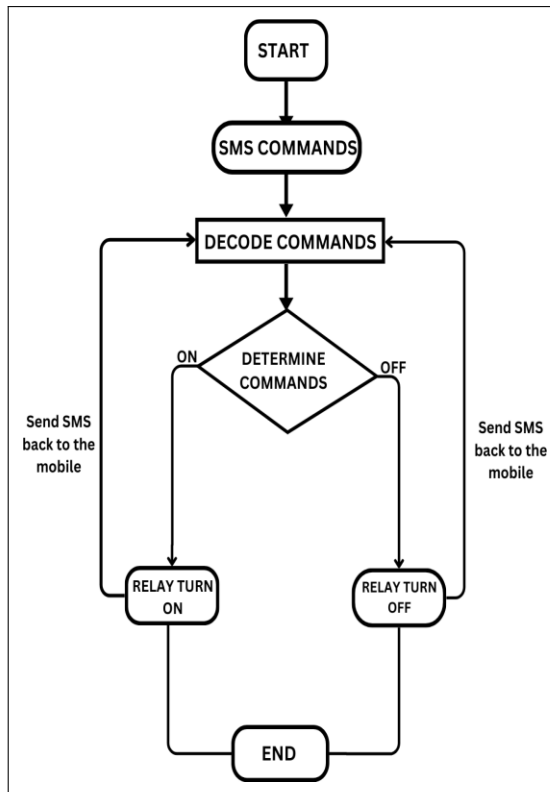 START
SMS COMMANDS
DECODE COMMANDS
ON
DETERMINE
COMMANDS
OFF
Send SMS
back to the
mobile
Send SMS
back to the
mobile
RELAY TURN
ON
RELAY TURN
OFF
END